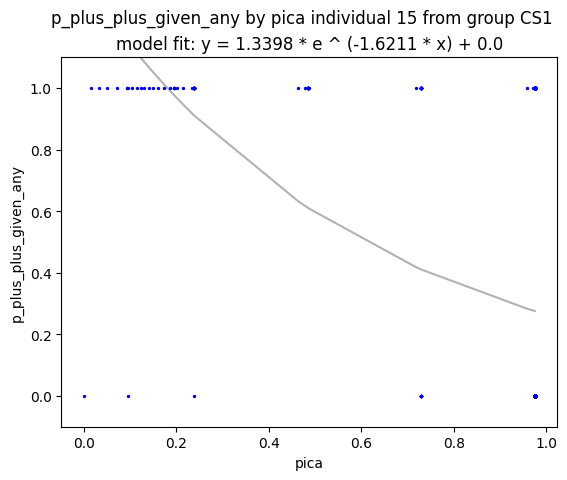 p_plus_plus_given_any by pica individual 15 from group CS1
model fit: y = 1.3398 * e ^ (-1.6211 * x) + 0.0
1.0
0.8
0.6
0.4
0.2
0.0
p_plus_plus_given_any
0.0 0.2 0.4 0.6 0.8 1.0
pica